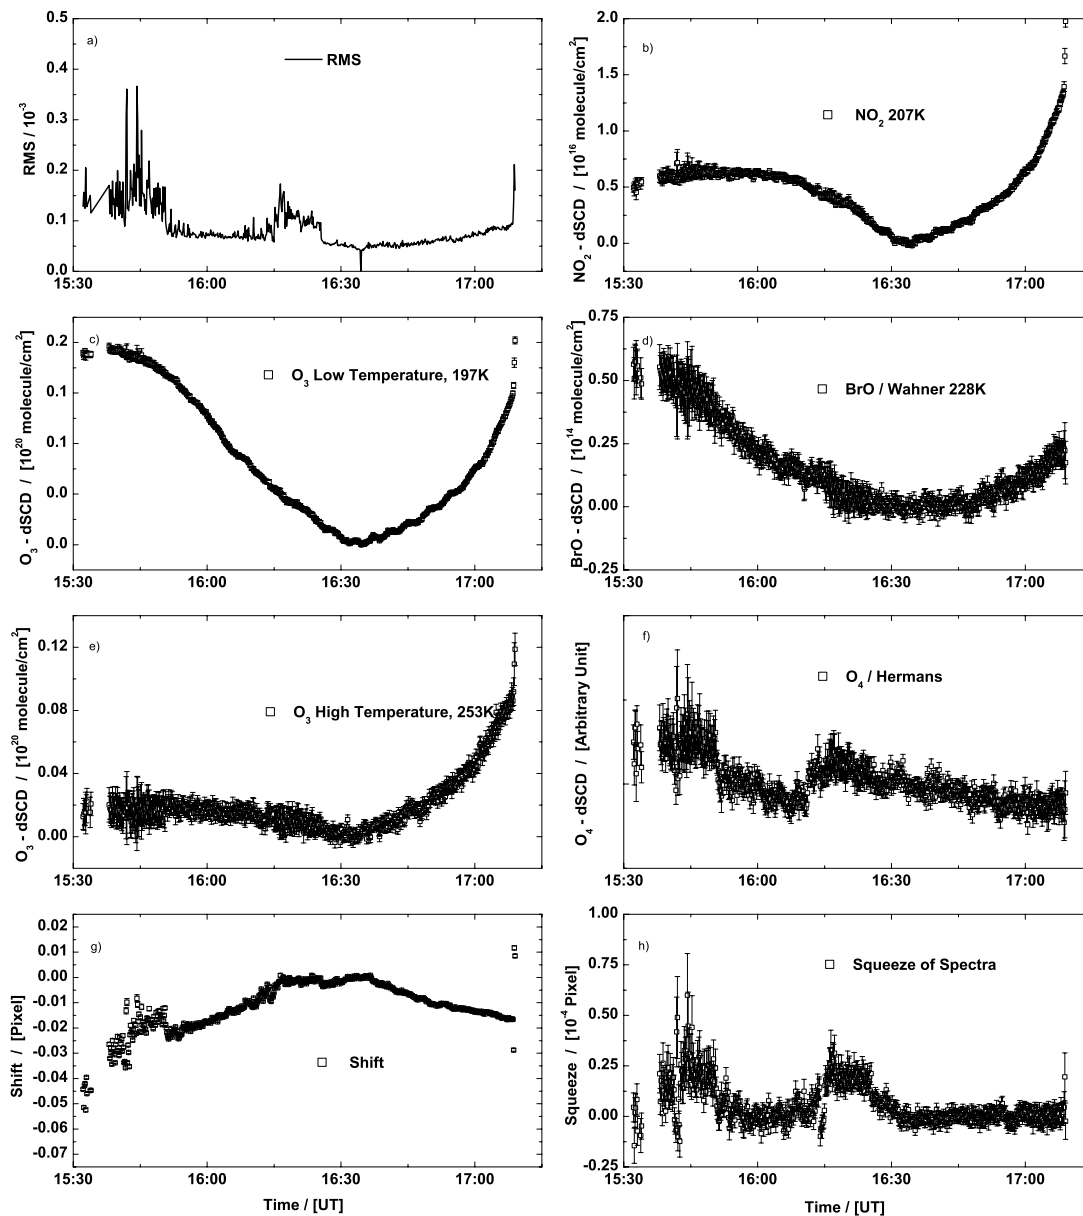 a)
RMS
RMS / 10⁻³
0.5
0.4
0.3
0.2
0.1
0.0
15:30 16:00 16:30 17:00
b)
NO₂ 207K
NO₂ - dSCD / [10¹⁶ molecule/cm²]
2.0
1.5
1.0
0.5
0.0
15:30 16:00 16:30 17:00
c)
O₃ Low Temperature, 197K
O₃ - dSCD / [10²⁰ molecule/cm²]
0.2
0.1
0.1
0.0
0.0
15:30 16:00 16:30 17:00
d)
BrO / Wahner 228K
BrO - dSCD / [10¹⁴ molecule/cm²]
0.75
0.50
0.25
0.00
-0.25
15:30 16:00 16:30 17:00
e)
O₃ High Temperature, 253K
O₃ - dSCD / [10²⁰ molecule/cm²]
0.12
0.08
0.04
0.00
15:30 16:00 16:30 17:00
f)
O₄ / Hermans
O₄ - dSCD / [Arbitrary Unit]
15:30 16:00 16:30 17:00
g)
Shift
Shift / [Pixel]
0.02
0.01
0.00
-0.01
-0.02
-0.03
-0.04
-0.05
-0.06
-0.07
15:30 16:00 16:30 17:00
Time / [UT]
h)
Squeeze of Spectra
Squeeze / [10⁻⁴ Pixel]
1.00
0.75
0.50
0.25
0.00
-0.25
15:30 16:00 16:30 17:00
Time / [UT]